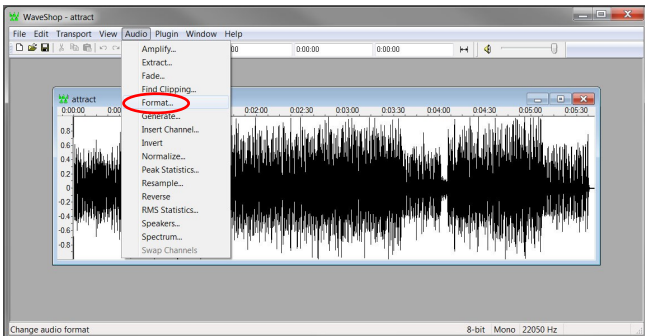 WaveShop - attract
File Edit Transport View Audio Plugin Window Help
0:00:00 0:00:00
Amplify...
Extract...
Fade...
Find Clipping...
Format...
Generate...
Insert Channel...
Invert
Normalize...
Peak Statistics...
Resample...
Reverse
RMS Statistics...
Speakers...
Spectrum...
Swap Channels
attract
0:00:00 0:02:00 0:02:30 0:03:00 0:03:30 0:04:00 0:04:30 0:05:00 0:05:30
0.8
0.6
0.4
0.2
0
-0.2
-0.4
-0.6
-0.8
Change audio format 8-bit Mono 22050 Hz